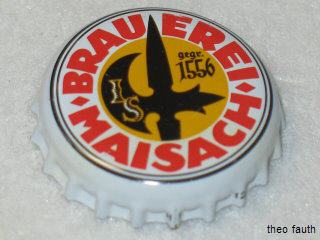 BRAUEREI
gegr.
1556
LS
MAISACH
theo fauth